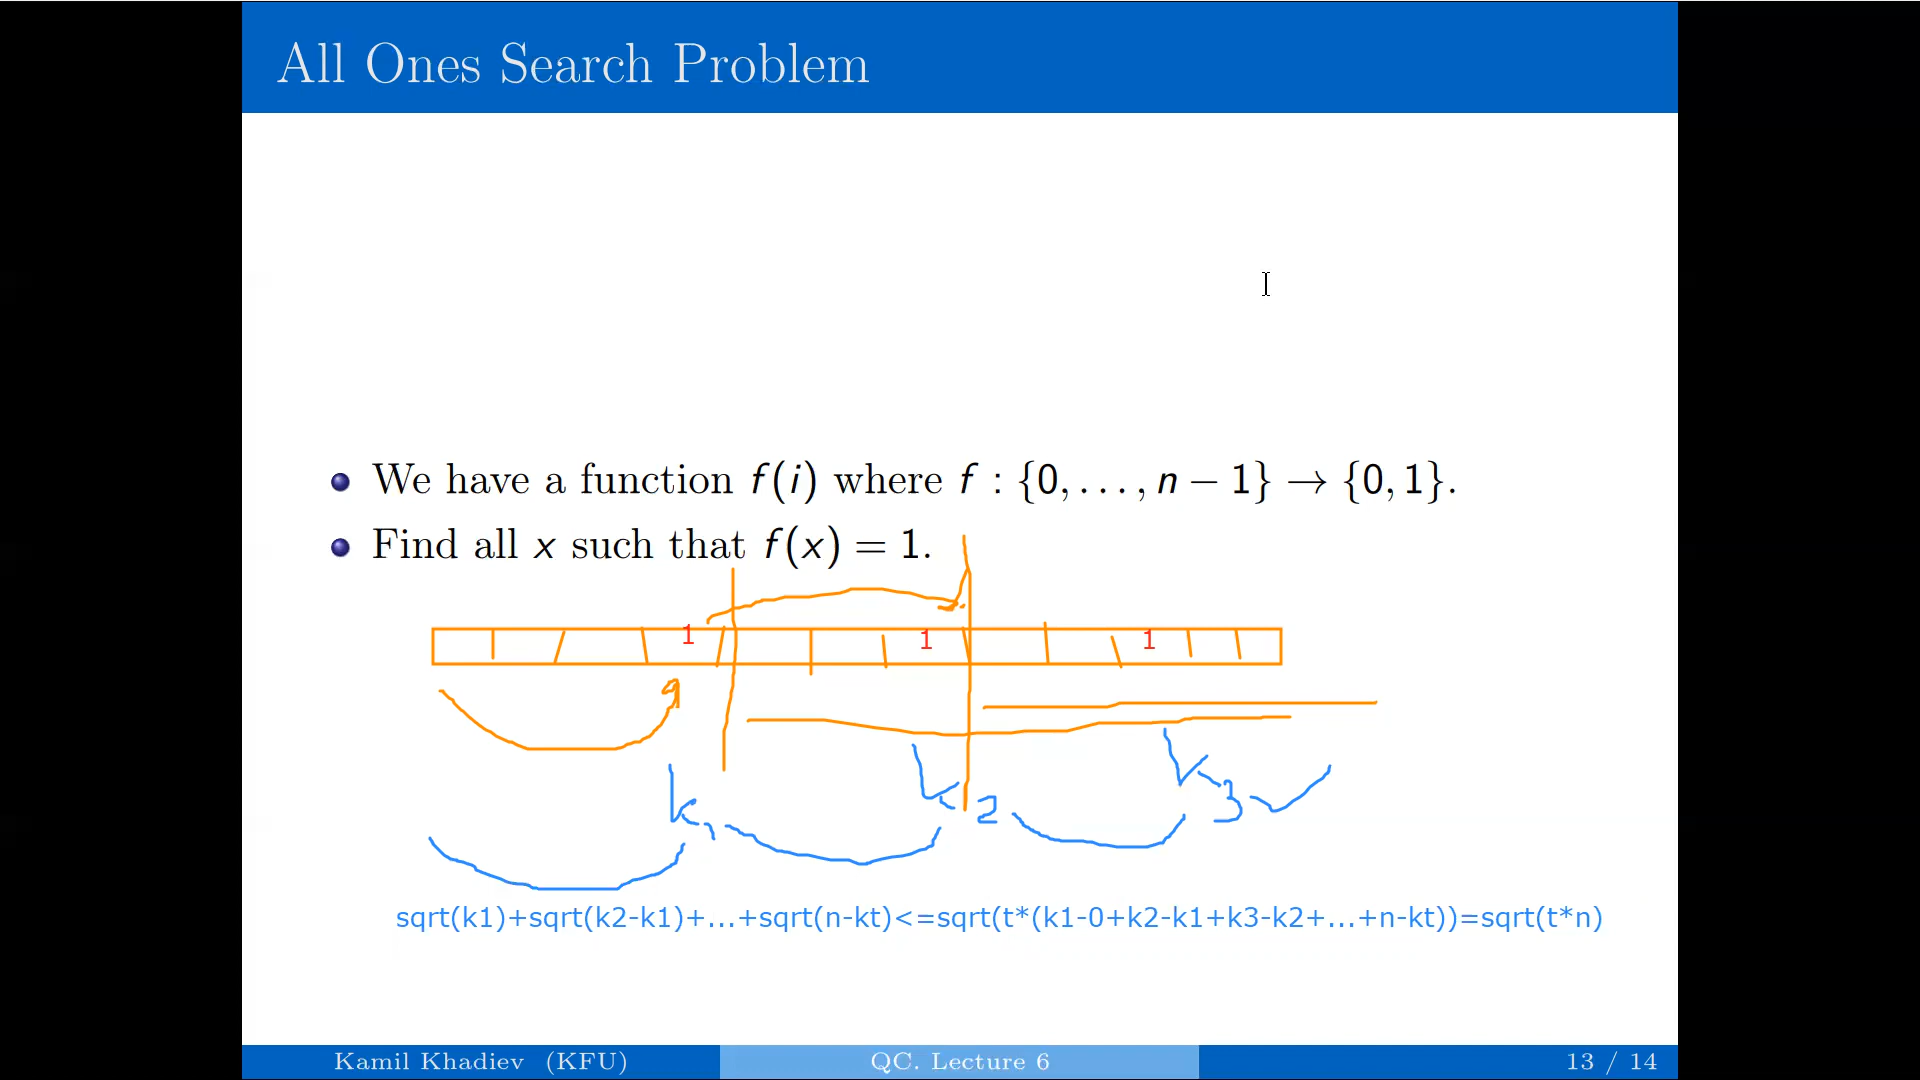 All Ones Search Problem
We have a function f(i) where f : {0, . . . , n − 1} → {0, 1}.
Find all x such that f(x) = 1.
1 1 1
k1 k2 k3
sqrt(k1)+sqrt(k2-k1)+...+sqrt(n-kt)<=sqrt(t*(k1-0+k2-k1+k3-k2+...+n-kt))=sqrt(t*n)
Kamil Khadiev (KFU) QC. Lecture 6 13 / 14